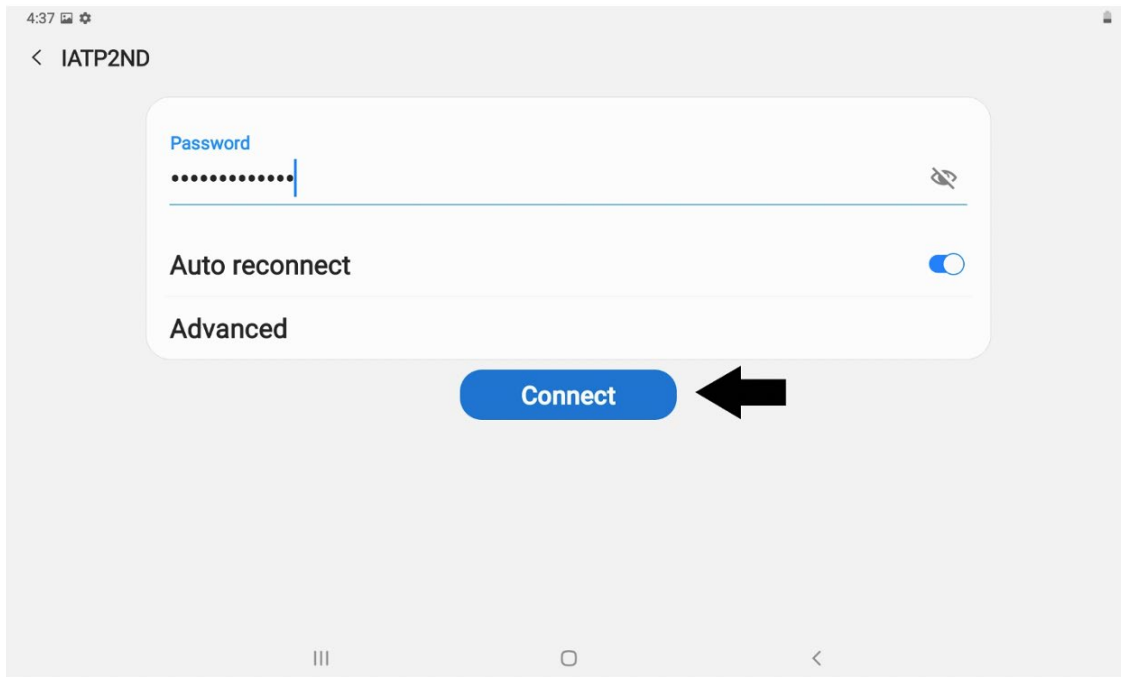 4:37
IATP2ND
Password
•••••••••••••
Auto reconnect
Advanced
Connect